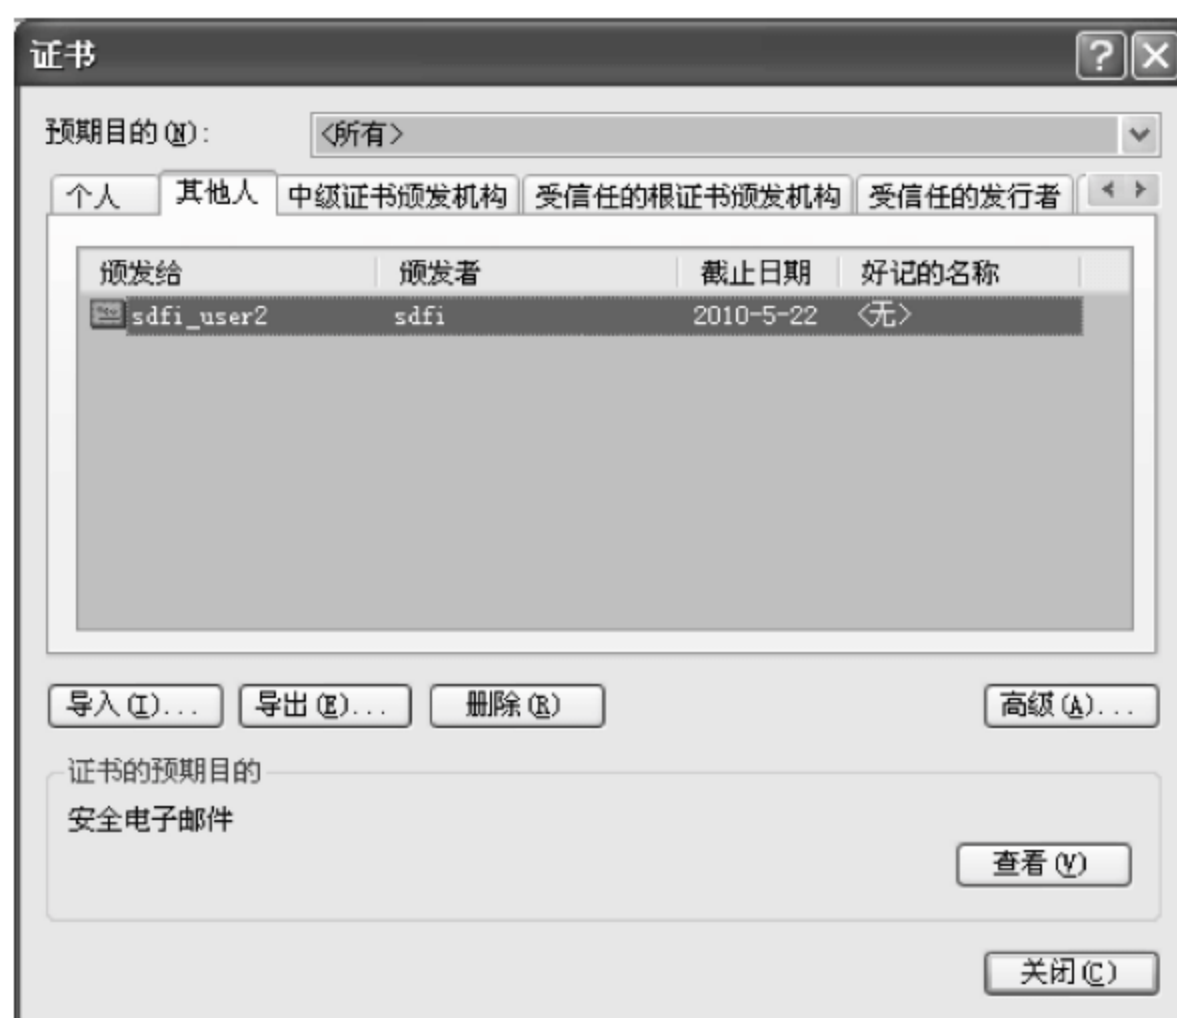 证书
预期目的(N): <所有>
个人 其他人 中级证书颁发机构 受信任的根证书颁发机构 受信任的发行者
颁发给 颁发者 截止日期 好记的名称
sdfi_user2 sdfi 2010-5-22 <无>
导入(I)... 导出(E)... 删除(R) 高级(A)...
证书的预期目的
安全电子邮件
查看(V)
关闭(C)